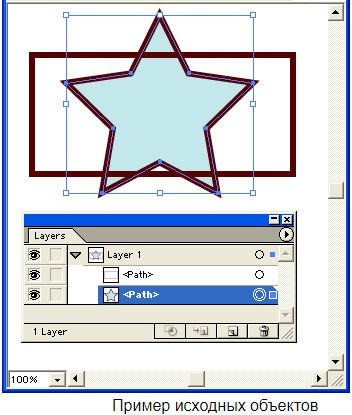 Layers
Layer 1
<Path>
<Path>
1 Layer
100%
Пример исходных объектов